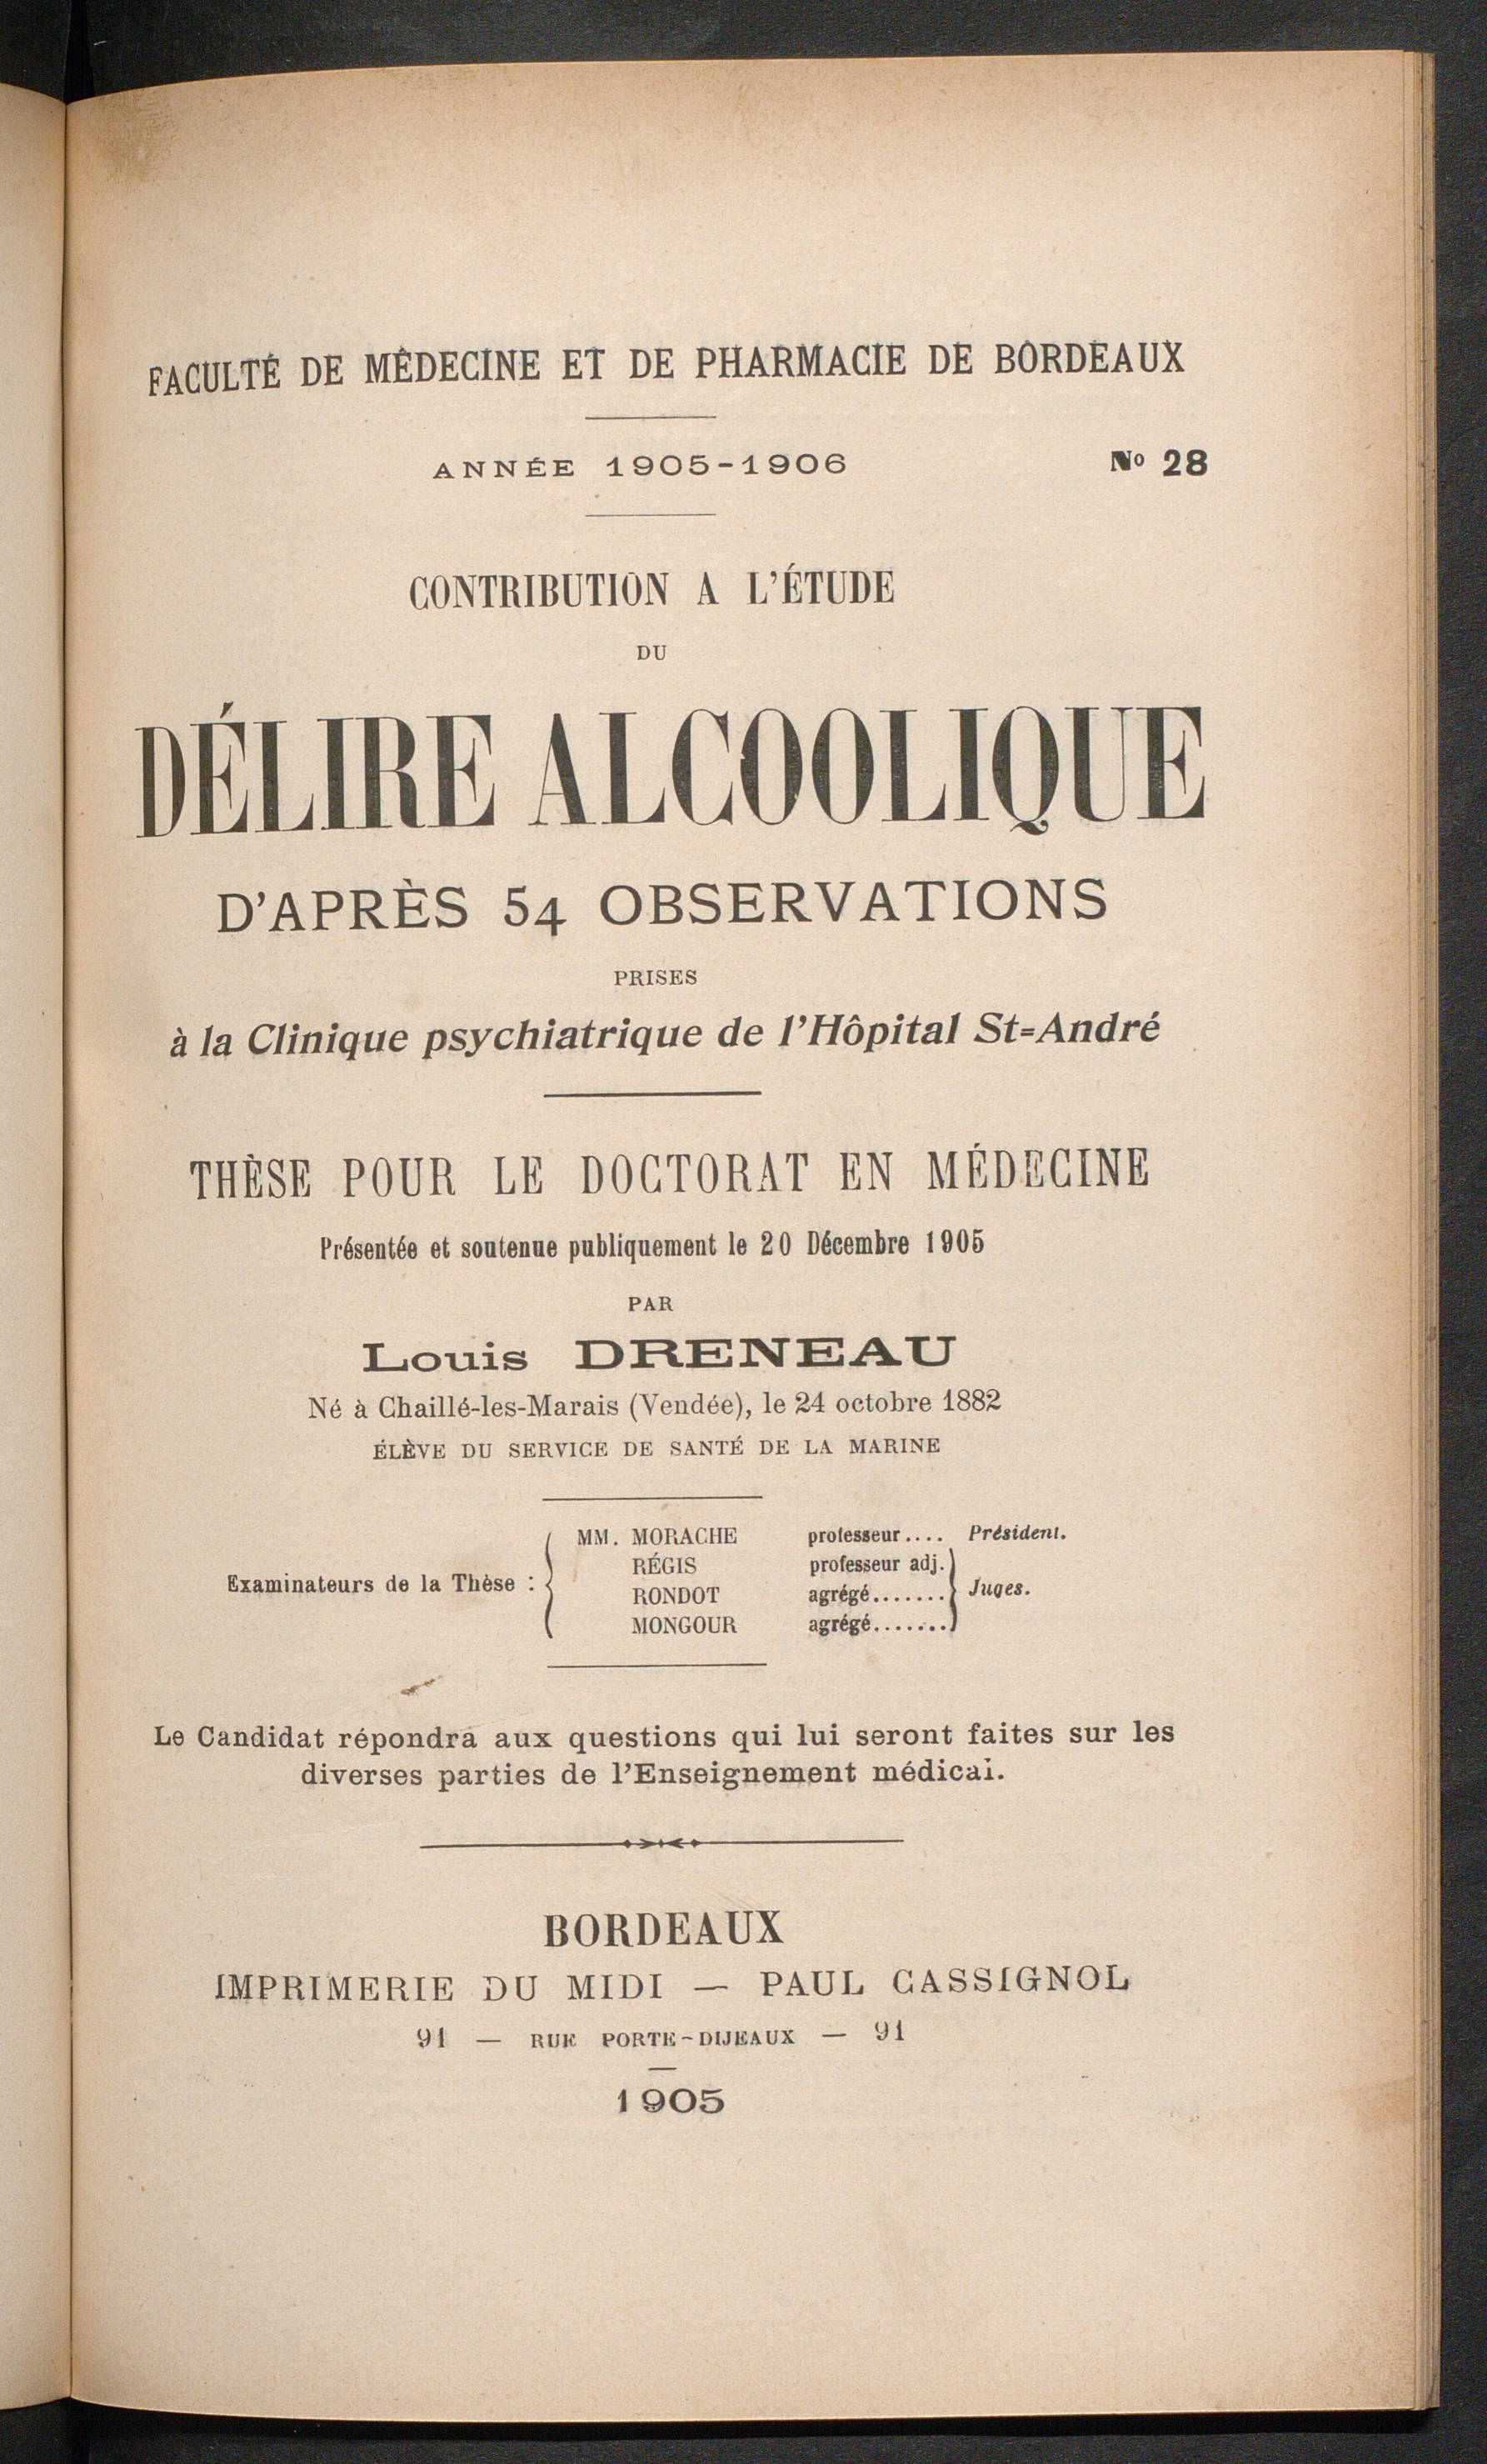 FACULTÉ DE MÉDECINE ET DE PHARMACIE DE BORDEAUX
ANNÉE 1905-1906 No 28
CONTRIBUTION A L'ÉTUDE
DU
DÉLIRE ALCOOLIQUE
D'APRÈS 54 OBSERVATIONS
PRISES
à la Clinique psychiatrique de l'Hôpital St=André
THÈSE POUR LE DOCTORAT EN MÉDECINE
Présentée et soutenue publiquement le 20 Décembre 1905
PAR
Louis DRENEAU
Né à Chaillé-les-Marais (Vendée), le 24 octobre 1882
ÉLÈVE DU SERVICE DE SANTÉ DE LA MARINE
MM. MORACHE professeur.... Président.
RÉGIS professeur adj.
Examinateurs de la Thèse : RONDOT agrégé....... Juges.
MONGOUR agrégé.......
Le Candidat répondra aux questions qui lui seront faites sur les
diverses parties de l'Enseignement médical.
BORDEAUX
IMPRIMERIE DU MIDI — PAUL CASSIGNOL
91 — RUE PORTE-DIJEAUX — 91
1905